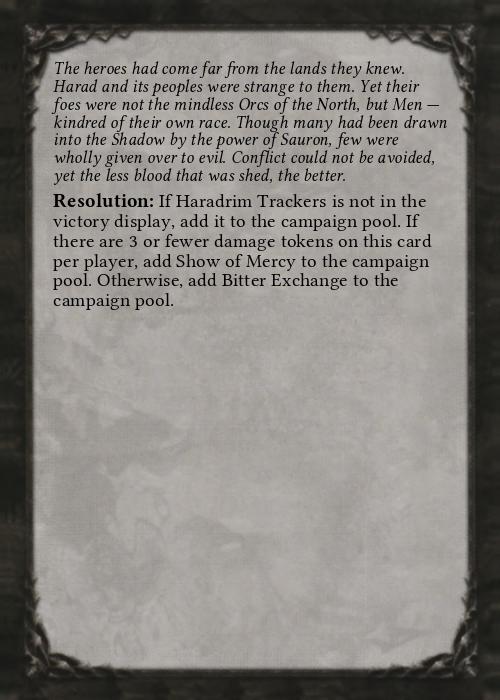 The heroes had come far from the lands they knew.
Harad and its peoples were strange to them. Yet their
foes were not the mindless Orcs of the North, but Men —
kindred of their own race. Though many had been drawn
into the Shadow by the power of Sauron, few were
wholly given over to evil. Conflict could not be avoided,
yet the less blood that was shed, the better.
Resolution: If Haradrim Trackers is not in the
victory display, add it to the campaign pool. If
there are 3 or fewer damage tokens on this card
per player, add Show of Mercy to the campaign
pool. Otherwise, add Bitter Exchange to the
campaign pool.